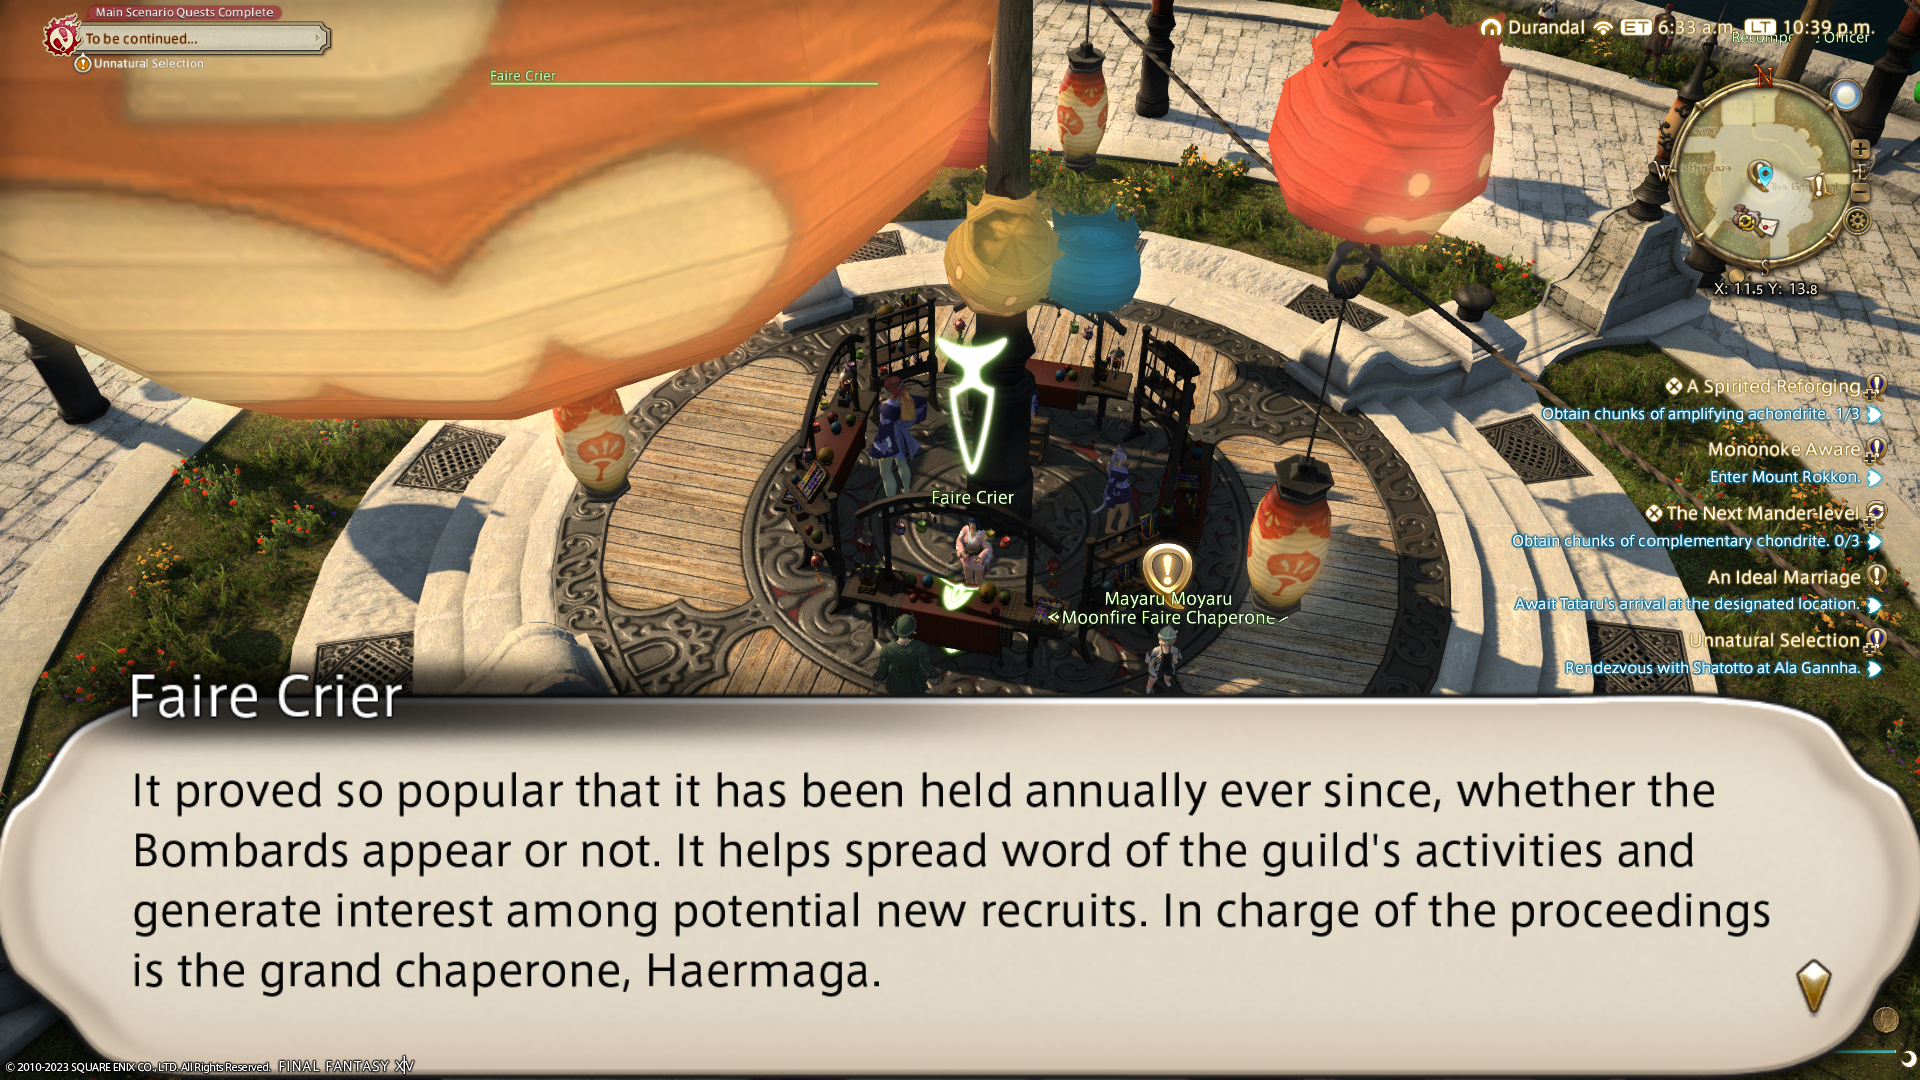 Main Scenario Quests Complete
To be continued...
Unnatural Selection
Faire Crier
Durandal ET 6:33 a.m. LT 10:39 p.m.
Officer
N
W
E
S
X: 11.5 Y: 13.8
A Spirited Reforging
Obtain chunks of amplifying achondrite. 1/3
Mononoke Aware
Enter Mount Rokkon.
The Next Mander-level
Obtain chunks of complementary chondrite. 0/3
An Ideal Marriage
Await Tataru's arrival at the designated location.
Unnatural Selection
Rendezvous with Shatotto at Ala Gannha.
Faire Crier
Mayaru Moyaru
Moonfire Faire Chaperone
Faire Crier
It proved so popular that it has been held annually ever since, whether the
Bombards appear or not. It helps spread word of the guild's activities and
generate interest among potential new recruits. In charge of the proceedings
is the grand chaperone, Haermaga.
© 2010-2023 SQUARE ENIX CO., LTD. All Rights Reserved. FINAL FANTASY XIV